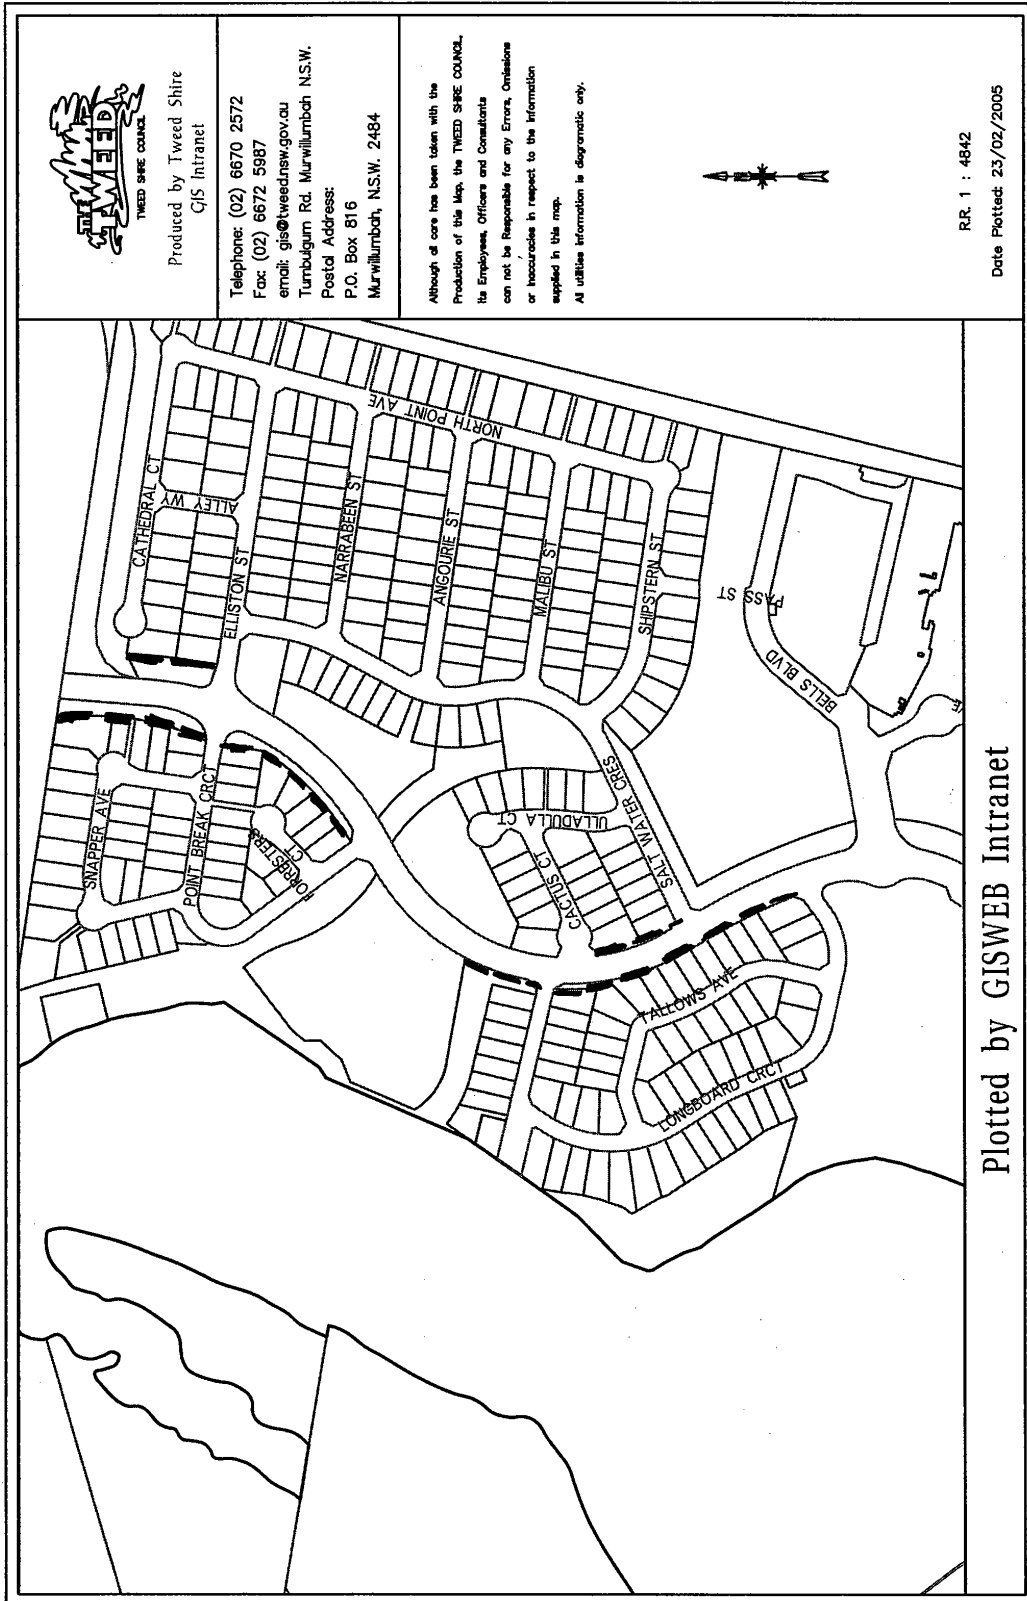 THE
TWEED
TWEED SHIRE COUNCIL
Produced by Tweed Shire
GIS Intranet
Telephone: (02) 6670 2572
Fax: (02) 6672 5987
email: gis@tweed.nsw.gov.au
Tumbulgum Rd. Murwillumbah N.S.W.
Postal Address:
P.O. Box 816
Murwillumbah, N.S.W. 2484
Although all care has been taken with the
Production of this Map, the TWEED SHIRE COUNCIL,
its Employees, Officers and Consultants
can not be Responsible for any Errors, Omissions
or Inaccuracies in respect to the information
supplied in this map.
All utilities information is diagramatic only.
R.R. 1 : 4842
Date Plotted: 23/02/2005
CATHEDRAL CT
ALLEY WY
ELLISTON ST
NARRABEEN ST
NORTH POINT AVE
ANGOURIE ST
MALIBU ST
SHIPSTERN ST
PASS ST
BELLS BLVD
SNAPPER AVE
POINT BREAK CRCT
FORRESTERS
CT
ULLADULLA CT
CACTUS CT
SALT WATER CRES
TALLOWS AVE
LONGBOARD CRCT
Plotted by GISWEB Intranet